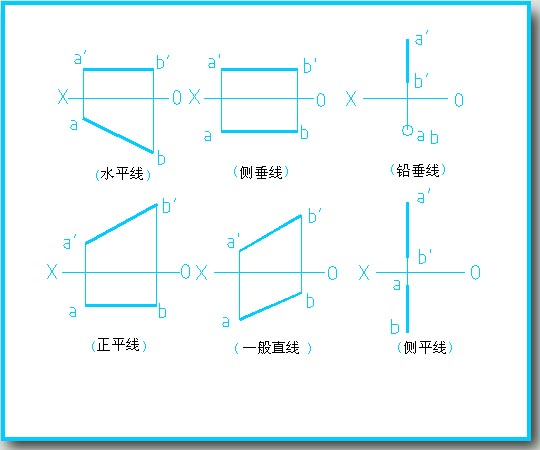 a′ b′ a′ b′ a′
b′
X O X O X O
a a b a b
b
(水平线) (侧垂线) (铅垂线)
b′ b′ a′
a′ a′ b′
X O X O X O
a b a b a b
(正平线) (一般直线 ) (侧平线)